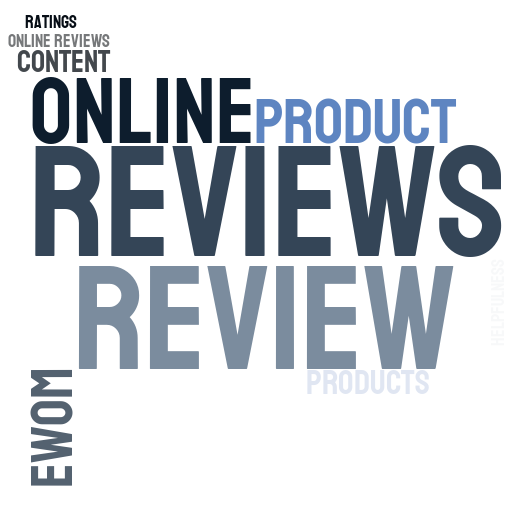 RATINGS
ONLINE REVIEWS
CONTENT
ONLINE
PRODUCT
REVIEWS
HELPFULNESS
REVIEW
PRODUCTS
EWOM